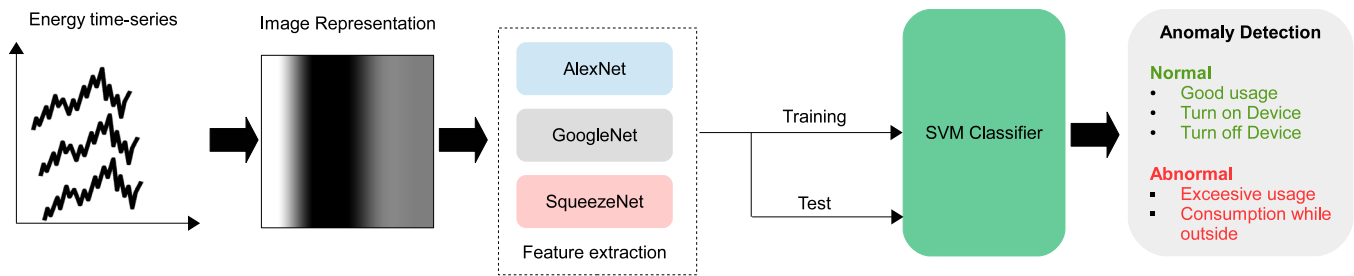 Energy time-series
Image Representation
AlexNet
GoogleNet
SqueezeNet
Feature extraction
Training
Test
SVM Classifier
Anomaly Detection
Normal
• Good usage
• Turn on Device
• Turn off Device
Abnormal
▪ Exceesive usage
▪ Consumption while
outside